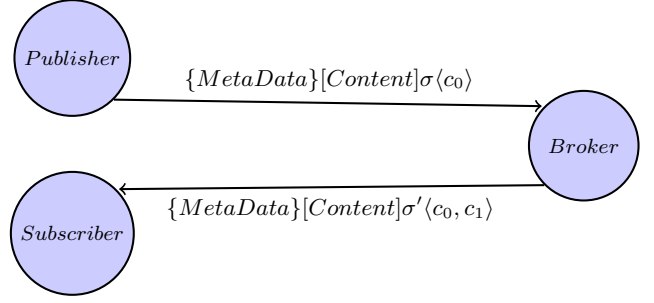 Publisher
{MetaData}[Content]σ⟨c₀⟩
Broker
{MetaData}[Content]σ′⟨c₀, c₁⟩
Subscriber